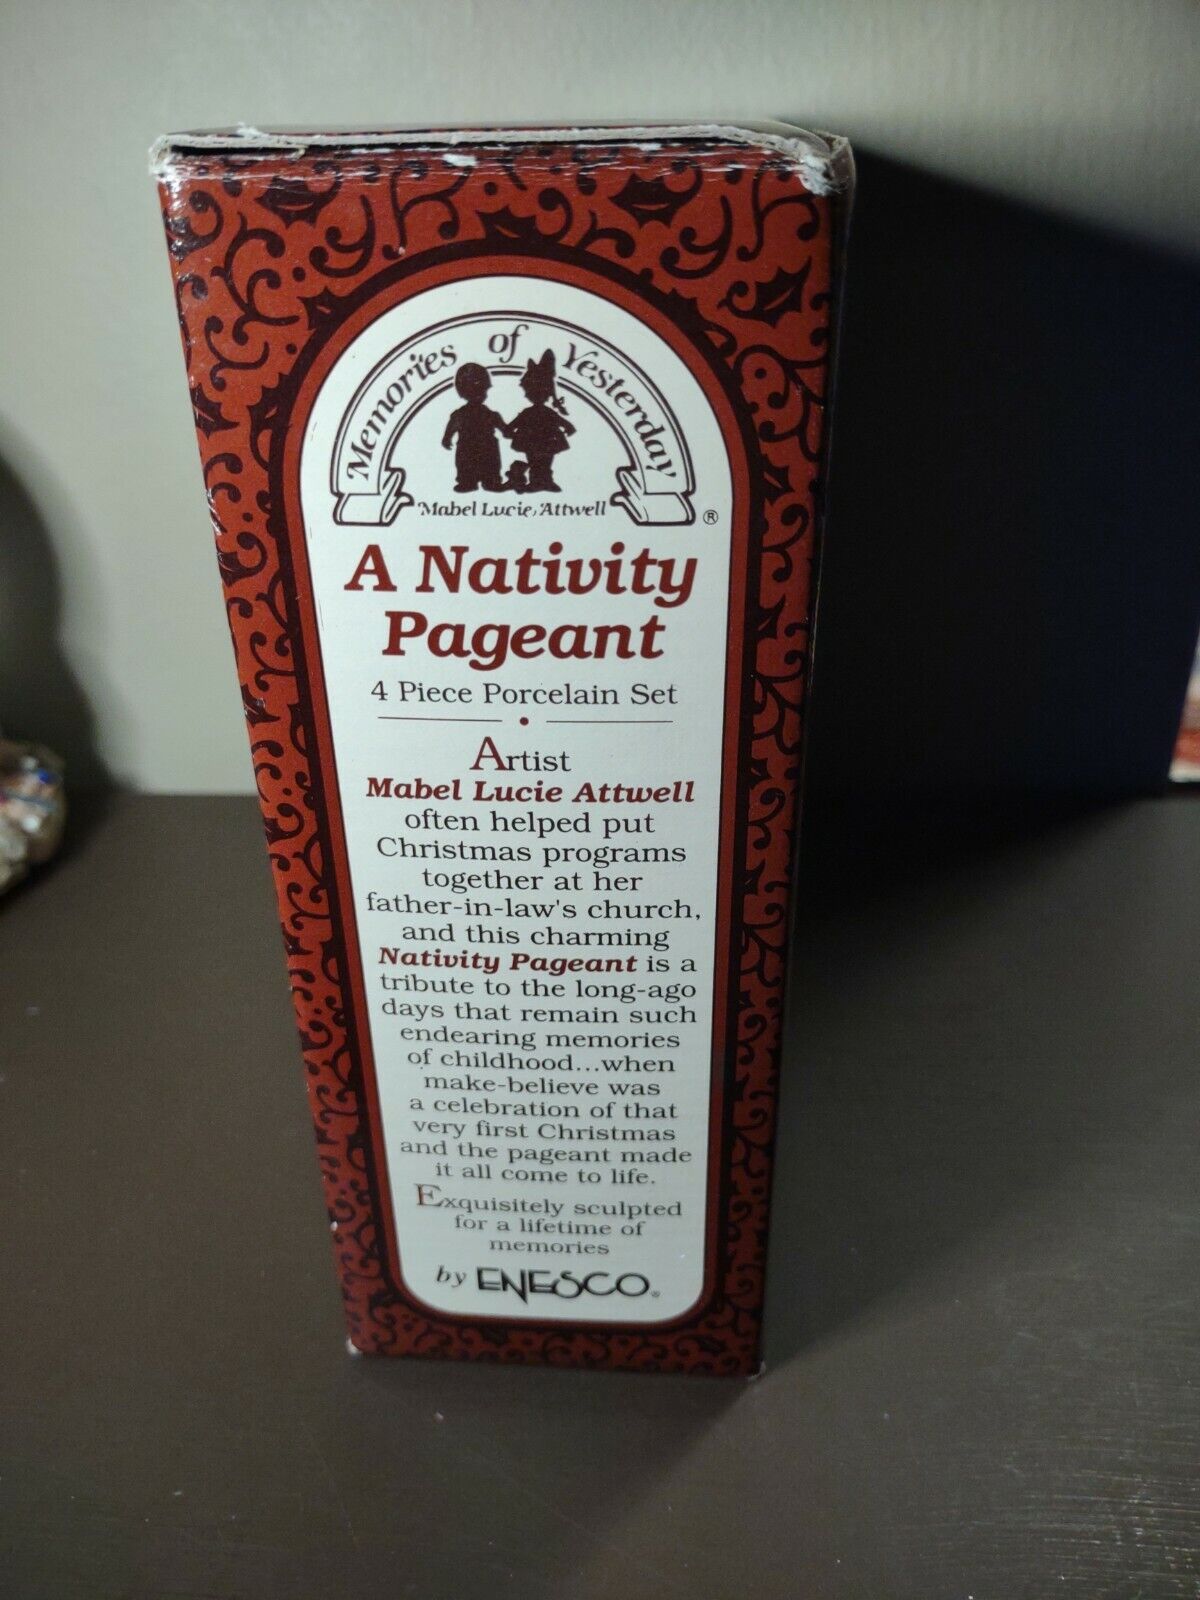 Memories of Yesterday
Mabel Lucie Attwell ®
A Nativity
Pageant
4 Piece Porcelain Set
Artist
Mabel Lucie Attwell
often helped put
Christmas programs
together at her
father-in-law's church,
and this charming
Nativity Pageant is a
tribute to the long-ago
days that remain such
endearing memories
of childhood...when
make-believe was
a celebration of that
very first Christmas
and the pageant made
it all come to life.
Exquisitely sculpted
for a lifetime of
memories
by ENESCO®